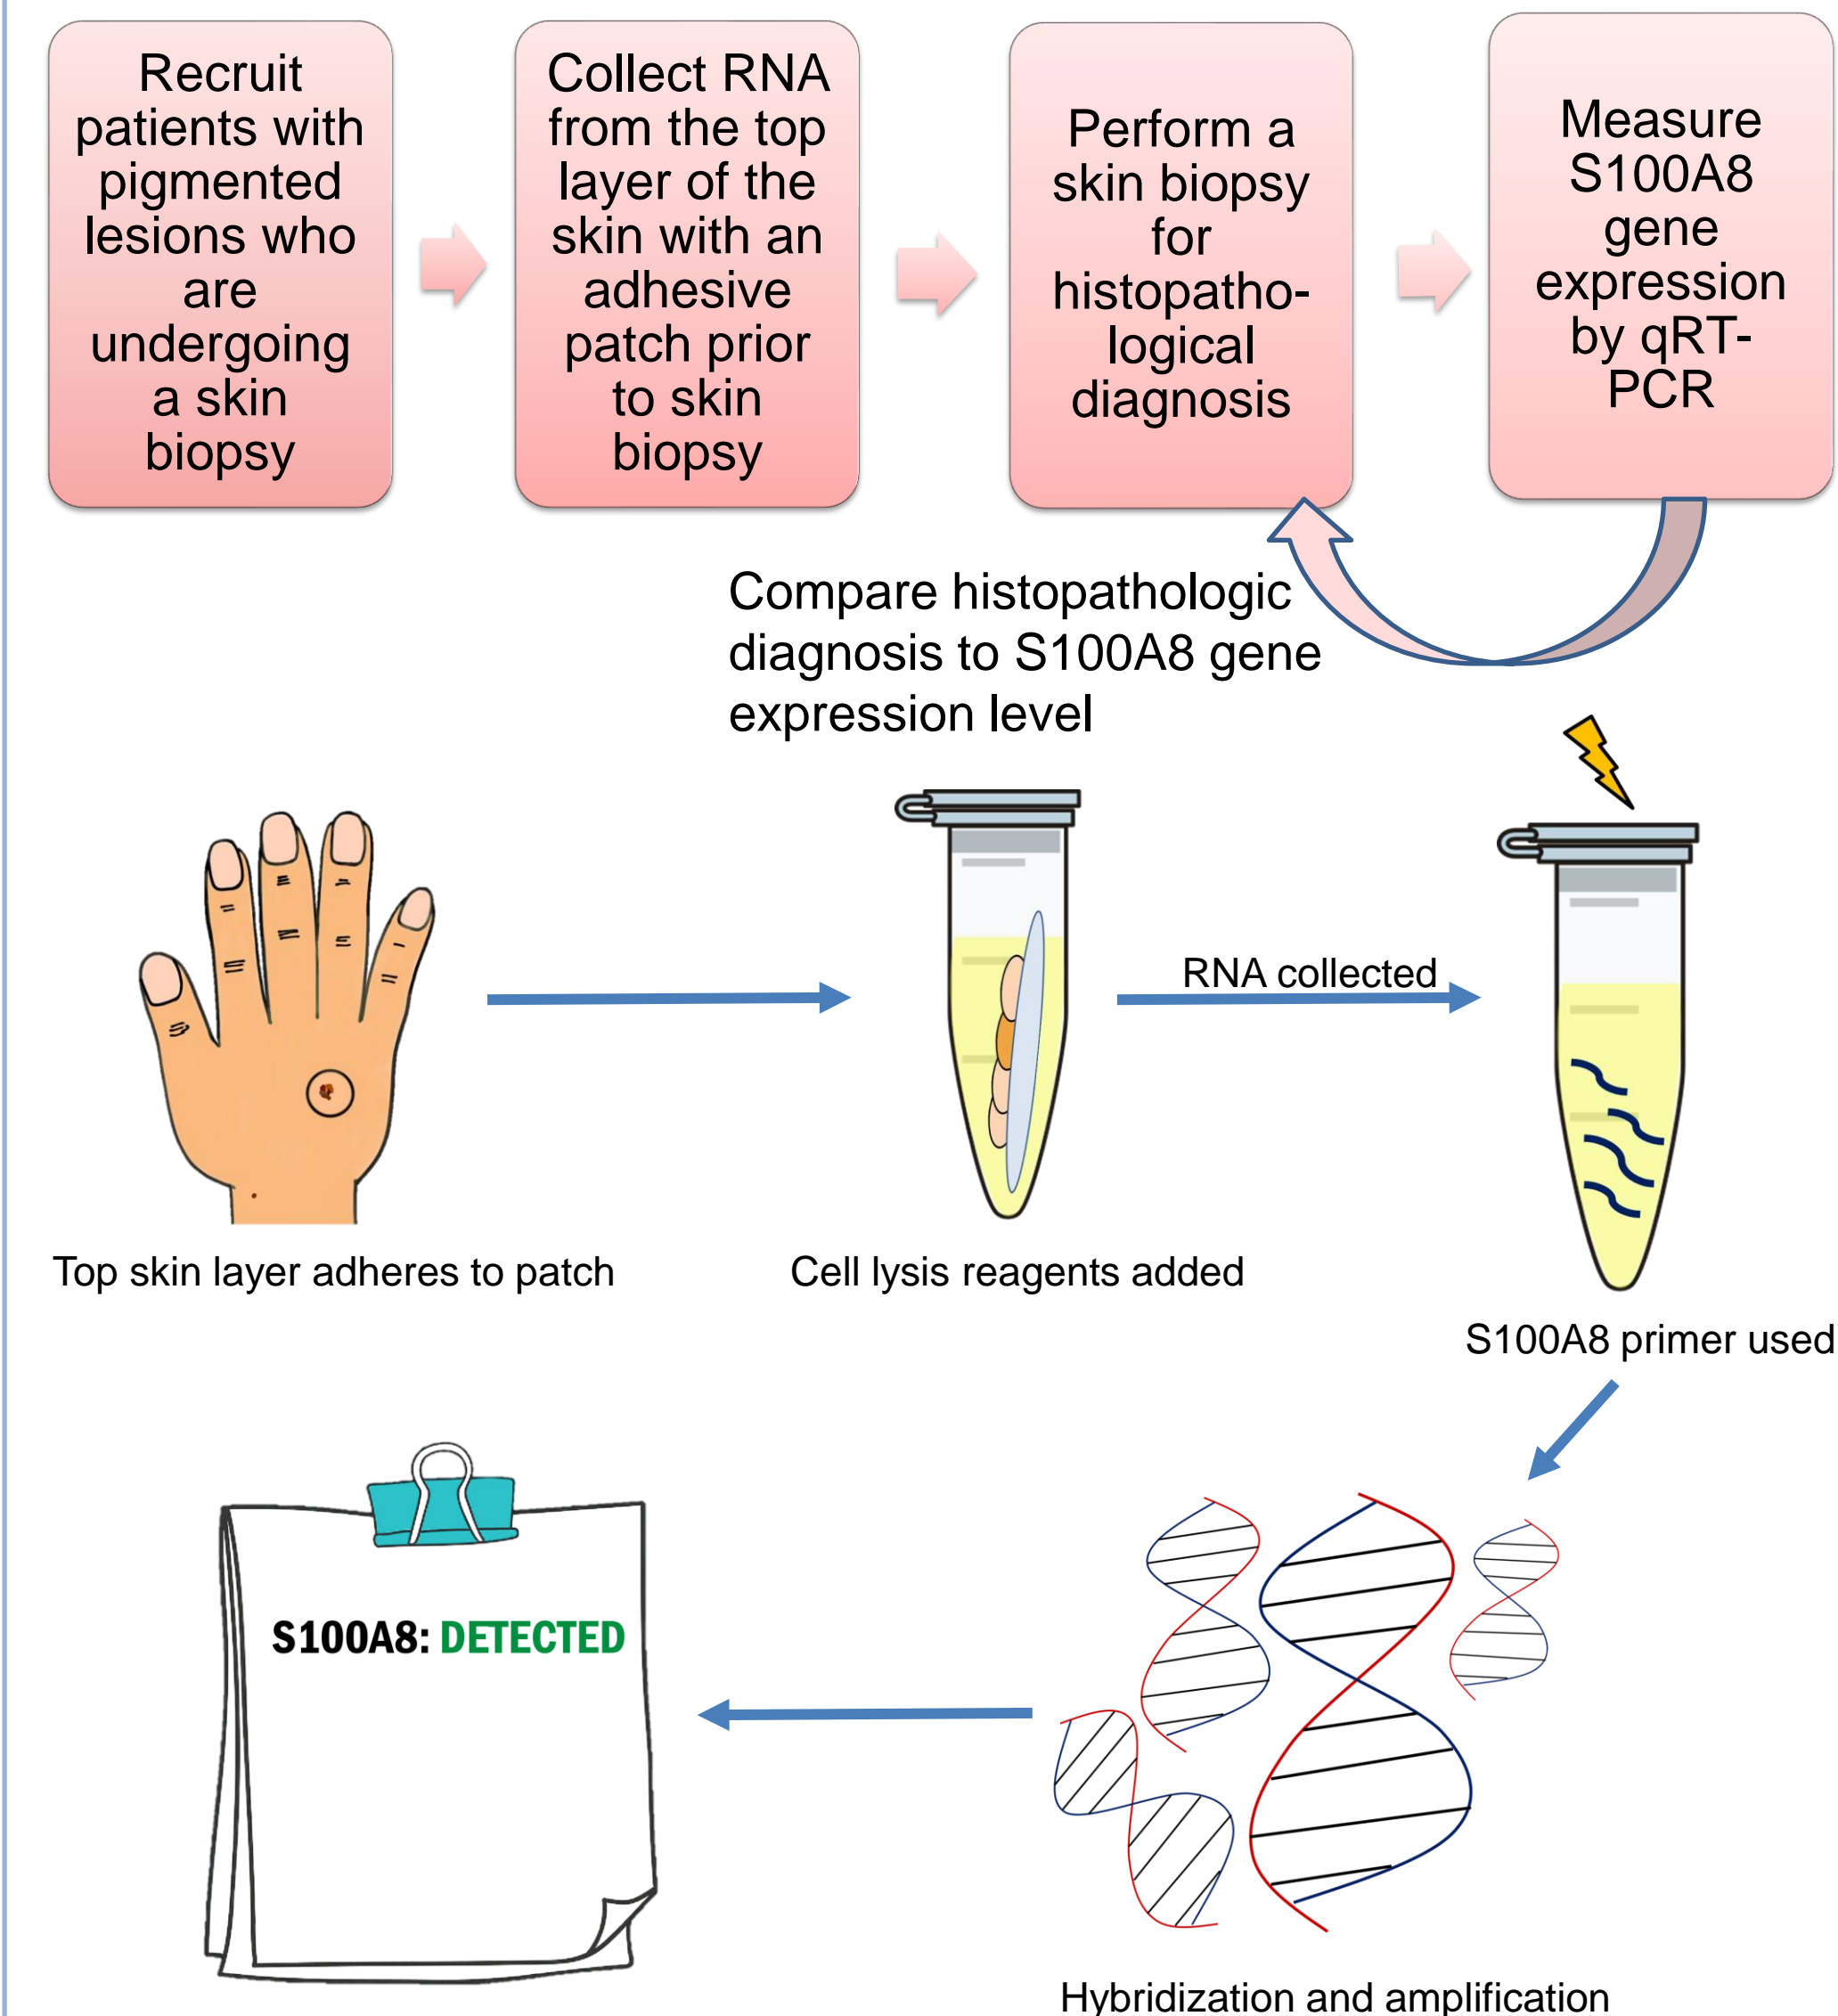 Recruit
patients with
pigmented
lesions who
are
undergoing
a skin
biopsy
Collect RNA
from the top
layer of the
skin with an
adhesive
patch prior
to skin
biopsy
Perform a
skin biopsy
for
histopatho-
logical
diagnosis
Measure
S100A8
gene
expression
by qRT-
PCR
Compare histopathologic
diagnosis to S100A8 gene
expression level
RNA collected
Top skin layer adheres to patch
Cell lysis reagents added
S100A8 primer used
S100A8: DETECTED
Hybridization and amplification